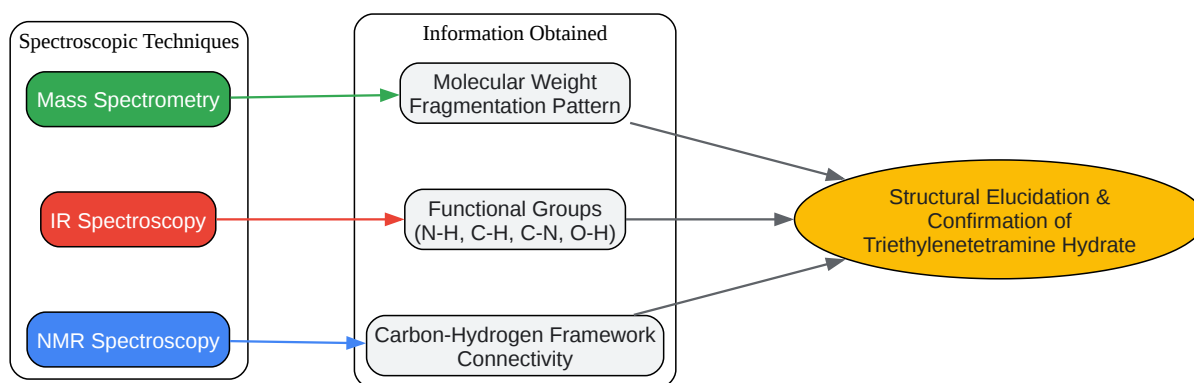 Spectroscopic Techniques
Information Obtained
Mass Spectrometry
Molecular Weight
Fragmentation Pattern
IR Spectroscopy
Functional Groups
(N-H, C-H, C-N, O-H)
Structural Elucidation &
Confirmation of
Triethylenetetramine Hydrate
NMR Spectroscopy
Carbon-Hydrogen Framework
Connectivity